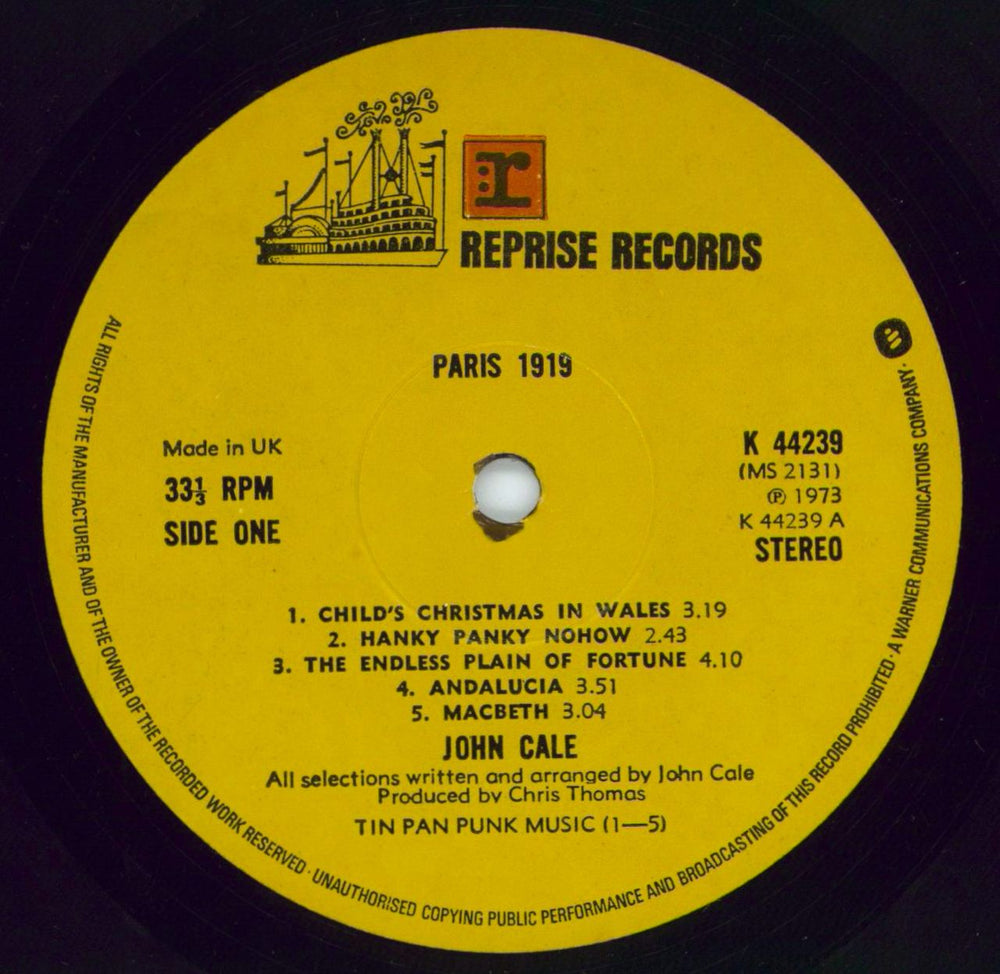 r
REPRISE RECORDS
PARIS 1919
Made in UK
33⅓ RPM
SIDE ONE
K 44239
(MS 2131)
℗ 1973
K 44239 A
STEREO
1. CHILD'S CHRISTMAS IN WALES 3.19
2. HANKY PANKY NOHOW 2.43
3. THE ENDLESS PLAIN OF FORTUNE 4.10
4. ANDALUCIA 3.51
5. MACBETH 3.04
JOHN CALE
All selections written and arranged by John Cale
Produced by Chris Thomas
TIN PAN PUNK MUSIC (1—5)
ALL RIGHTS OF THE MANUFACTURER AND OF THE OWNER OF THE RECORDED WORK RESERVED · UNAUTHORISED COPYING PUBLIC PERFORMANCE AND BROADCASTING OF THIS RECORD PROHIBITED · A WARNER COMMUNICATIONS COMPANY ·